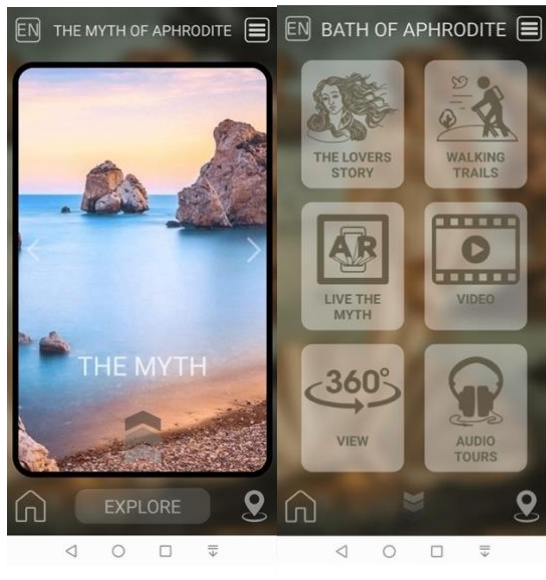 EN THE MYTH OF APHRODITE
THE MYTH
EXPLORE
EN BATH OF APHRODITE
THE LOVERS
STORY
WALKING
TRAILS
AR
LIVE THE
MYTH
VIDEO
360°
VIEW
AUDIO
TOURS